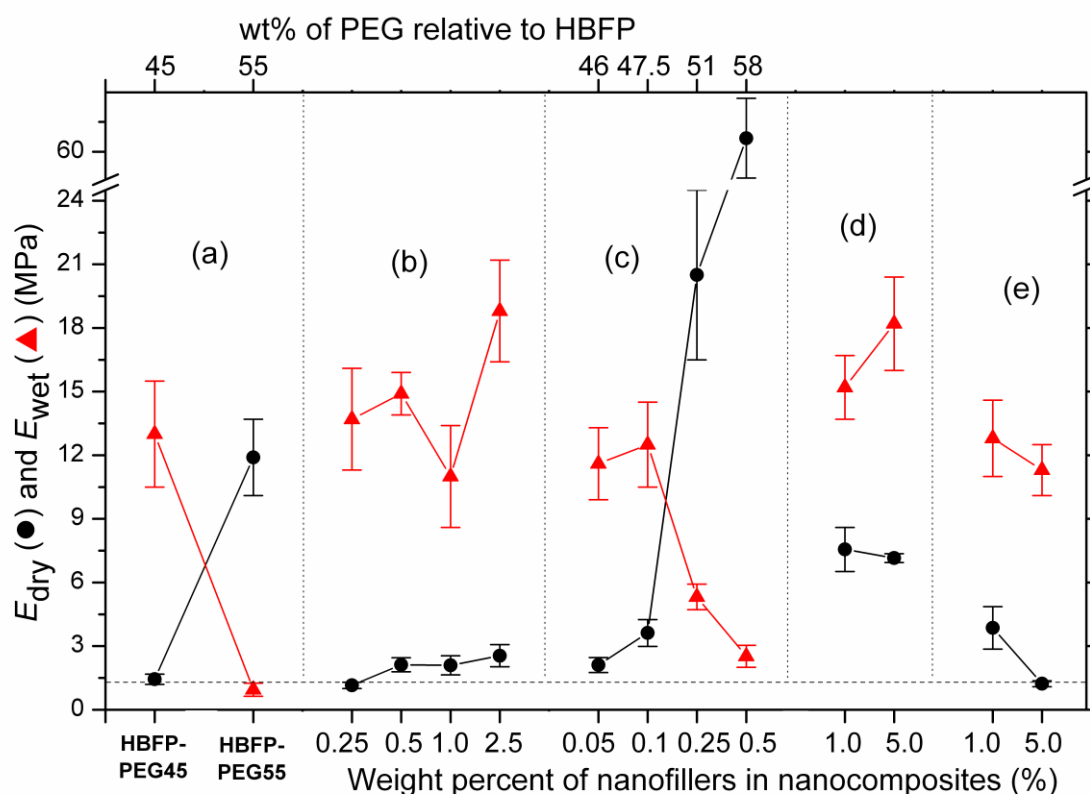 wt% of PEG relative to HBFP
45 55 46 47.5 51 58
60
24
21
18
15
12
9
6
3
0
E_dry (●) and E_wet (▲) (MPa)
(a)
(b)
(c)
(d)
(e)
HBFP-PEG45
HBFP-PEG55
0.25 0.5 1.0 2.5 0.05 0.1 0.25 0.5 1.0 5.0 1.0 5.0
Weight percent of nanofillers in nanocomposites (%)